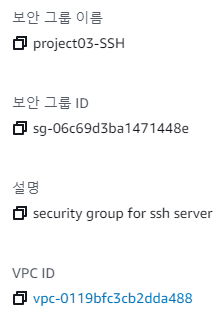 보안 그룹 이름
project03-SSH
보안 그룹 ID
sg-06c69d3ba1471448e
설명
security group for ssh server
VPC ID
vpc-0119bfc3cb2dda488